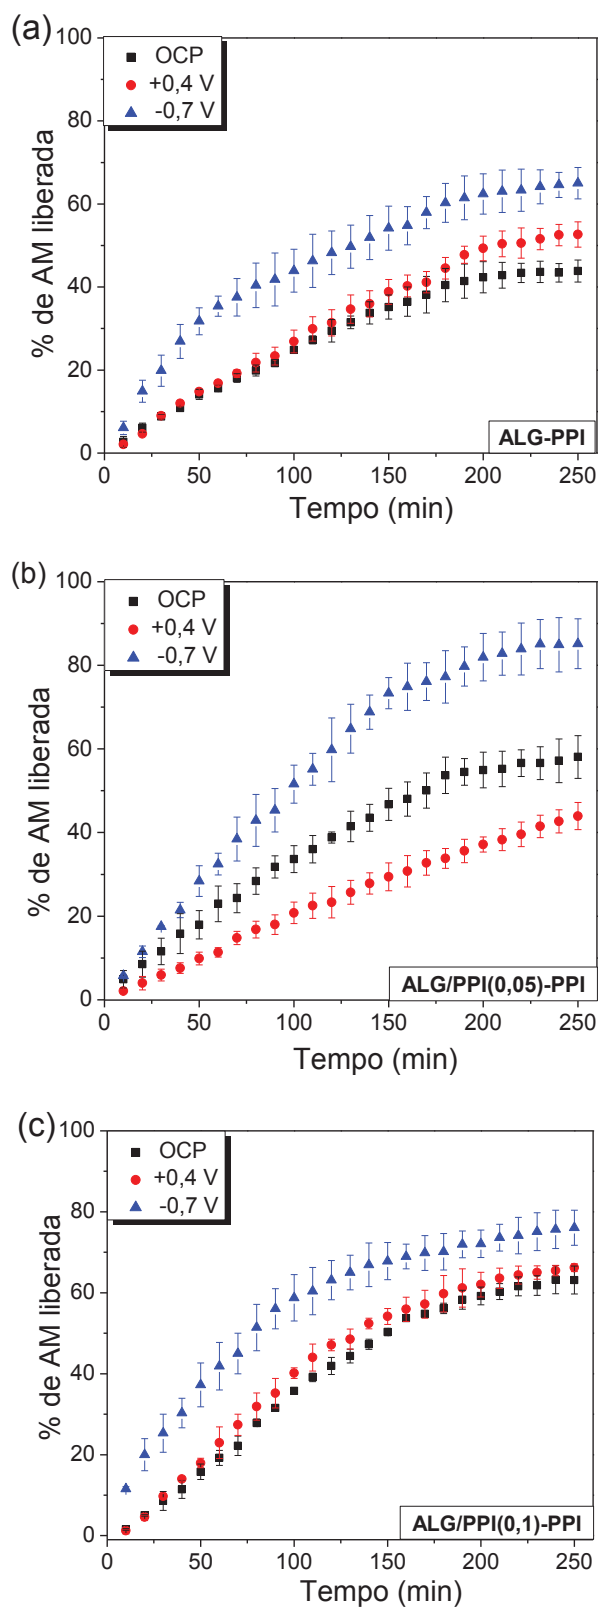 (a)
100
80
60
40
20
0
% de AM liberada
OCP
+0,4 V
-0,7 V
ALG-PPI
0 50 100 150 200 250
Tempo (min)
(b)
100
80
60
40
20
0
% de AM liberada
OCP
+0,4 V
-0,7 V
ALG/PPI(0,05)-PPI
0 50 100 150 200 250
Tempo (min)
(c)
100
80
60
40
20
0
% de AM liberada
OCP
+0,4 V
-0,7 V
ALG/PPI(0,1)-PPI
0 50 100 150 200 250
Tempo (min)